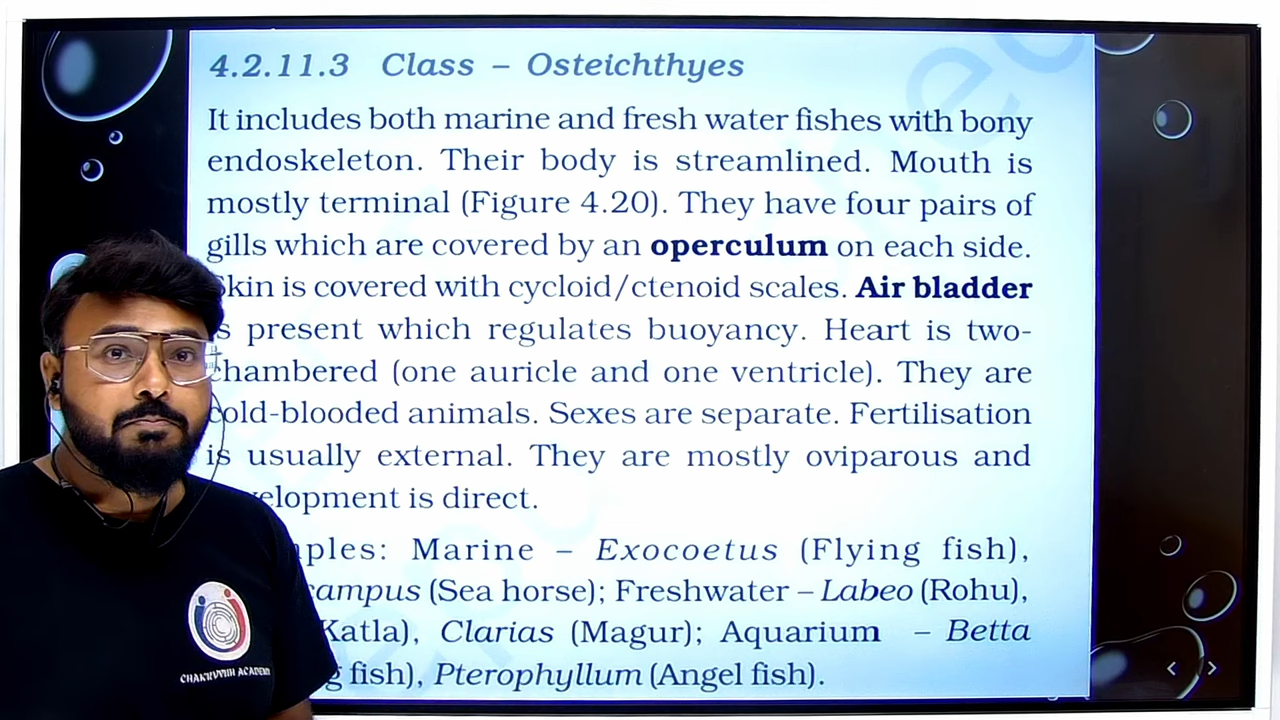 4.2.11.3 Class – Osteichthyes
It includes both marine and fresh water fishes with bony
endoskeleton. Their body is streamlined. Mouth is
mostly terminal (Figure 4.20). They have four pairs of
gills which are covered by an operculum on each side.
Skin is covered with cycloid/ctenoid scales. Air bladder
is present which regulates buoyancy. Heart is two-
chambered (one auricle and one ventricle). They are
cold-blooded animals. Sexes are separate. Fertilisation
is usually external. They are mostly oviparous and
velopment is direct.
ples: Marine – Exocoetus (Flying fish),
campus (Sea horse); Freshwater – Labeo (Rohu),
Katla), Clarias (Magur); Aquarium – Betta
g fish), Pterophyllum (Angel fish).
CHAKRVYUH ACADEMY